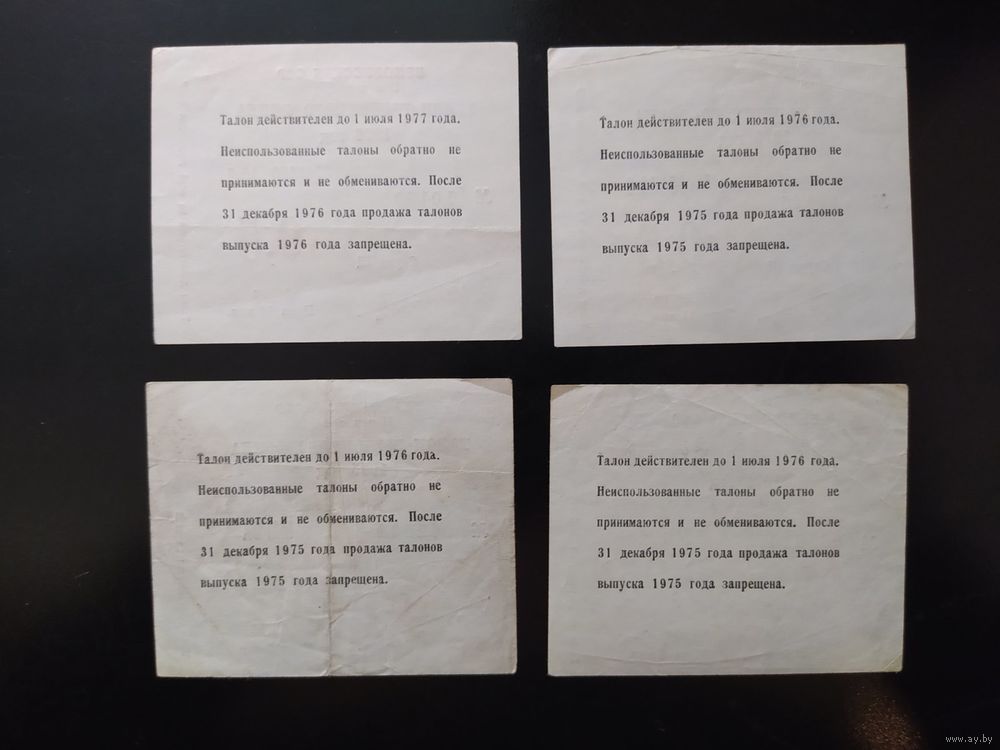 Талон действителен до 1 июля 1977 года.
Неиспользованные талоны обратно не
принимаются и не обмениваются. После
31 декабря 1976 года продажа талонов
выпуска 1976 года запрещена.
Талон действителен до 1 июля 1976 года.
Неиспользованные талоны обратно не
принимаются и не обмениваются. После
31 декабря 1975 года продажа талонов
выпуска 1975 года запрещена.
Талон действителен до 1 июля 1976 года.
Неиспользованные талоны обратно не
принимаются и не обмениваются. После
31 декабря 1975 года продажа талонов
выпуска 1975 года запрещена.
Талон действителен до 1 июля 1976 года.
Неиспользованные талоны обратно не
принимаются и не обмениваются. После
31 декабря 1975 года продажа талонов
выпуска 1975 года запрещена.
www.ay.by